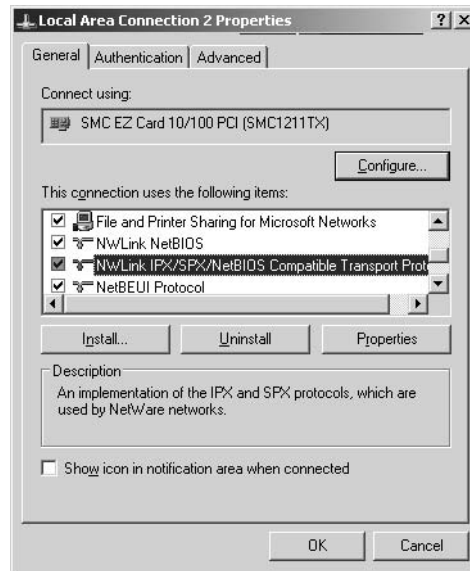 Local Area Connection 2 Properties
General Authentication Advanced
Connect using:
SMC EZ Card 10/100 PCI (SMC1211TX)
Configure...
This connection uses the following items:
File and Printer Sharing for Microsoft Networks
NWLink NetBIOS
NWLink IPX/SPX/NetBIOS Compatible Transport Prot
NetBEUI Protocol
Install... Uninstall Properties
Description
An implementation of the IPX and SPX protocols, which are
used by NetWare networks.
Show icon in notification area when connected
OK Cancel